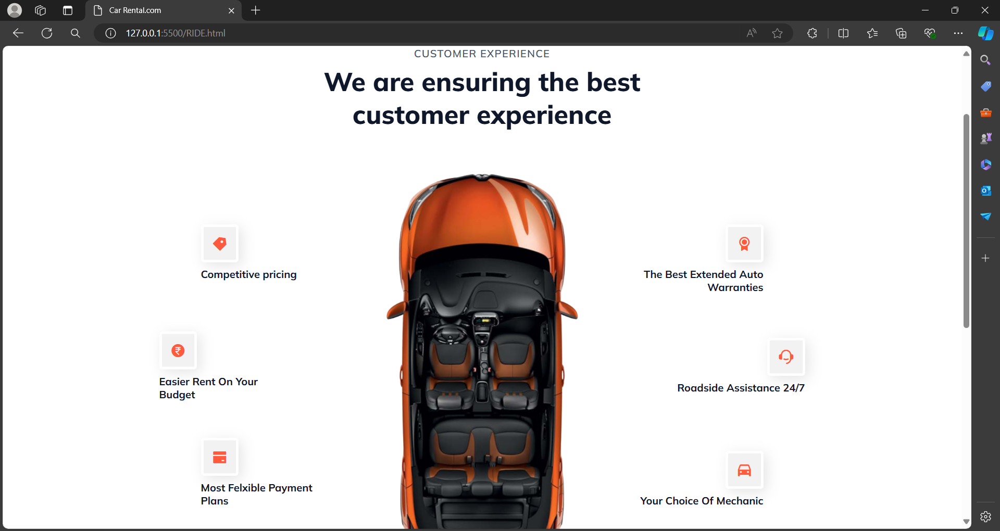 Car Rental.com
127.0.0.1:5500/RIDE.html
CUSTOMER EXPERIENCE
We are ensuring the best
customer experience
Competitive pricing
The Best Extended Auto
Warranties
₹
Easier Rent On Your
Budget
Roadside Assistance 24/7
Most Felxible Payment
Plans
Your Choice Of Mechanic